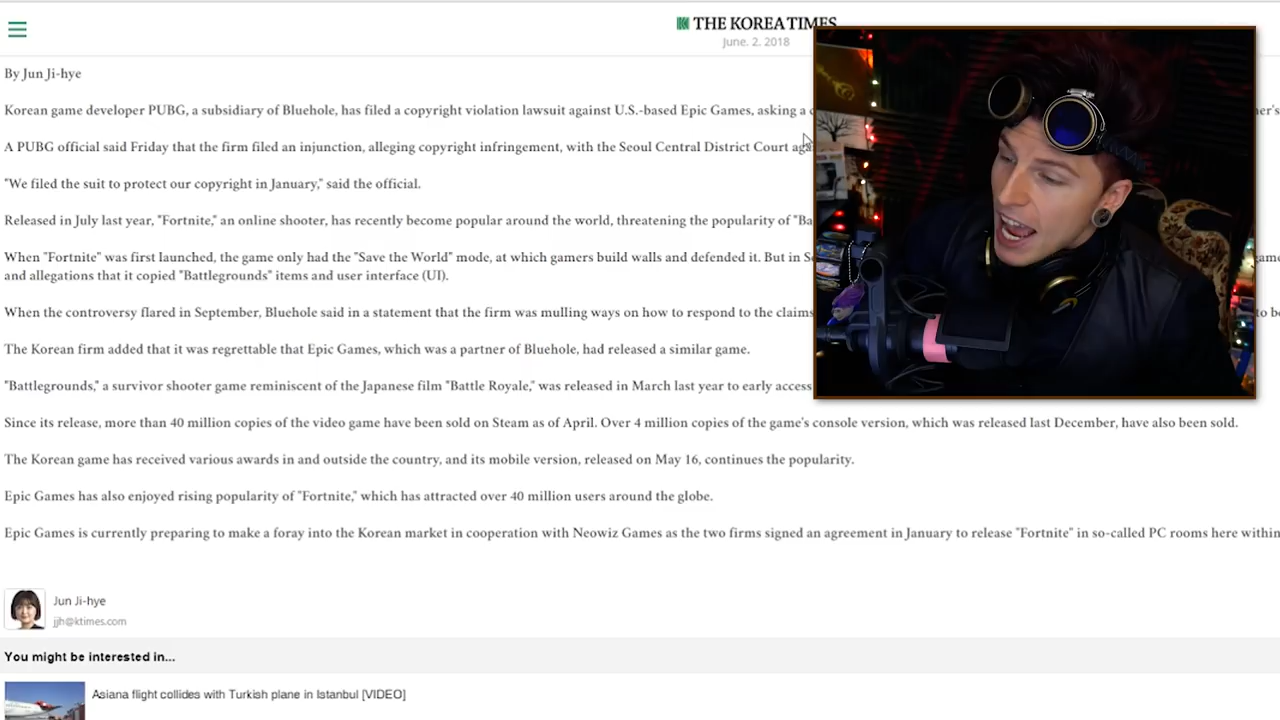 THE KOREA TIMES
June. 2. 2018
By Jun Ji-hye
Korean game developer PUBG, a subsidiary of Bluehole, has filed a copyright violation lawsuit against U.S.-based Epic Games, asking a
A PUBG official said Friday that the firm filed an injunction, alleging copyright infringement, with the Seoul Central District Court
"We filed the suit to protect our copyright in January," said the official.
Released in July last year, "Fortnite," an online shooter, has recently become popular around the world, threatening the popularity of
When "Fortnite" was first launched, the game only had the "Save the World" mode, at which gamers build walls and defended it. But in
and allegations that it copied "Battlegrounds" items and user interface (UI).
When the controversy flared in September, Bluehole said in a statement that the firm was mulling ways on how to respond to the claims
The Korean firm added that it was regrettable that Epic Games, which was a partner of Bluehole, had released a similar game.
"Battlegrounds," a survivor shooter game reminiscent of the Japanese film "Battle Royale," was released in March last year to early access
Since its release, more than 40 million copies of the video game have been sold on Steam as of April. Over 4 million copies of the game's console version, which was released last December, have also been sold.
The Korean game has received various awards in and outside the country, and its mobile version, released on May 16, continues the popularity.
Epic Games has also enjoyed rising popularity of "Fortnite," which has attracted over 40 million users around the globe.
Epic Games is currently preparing to make a foray into the Korean market in cooperation with Neowiz Games as the two firms signed an agreement in January to release "Fortnite" in so-called PC rooms here within
Jun Ji-hye
jjh@ktimes.com
You might be interested in...
Asiana flight collides with Turkish plane in Istanbul [VIDEO]